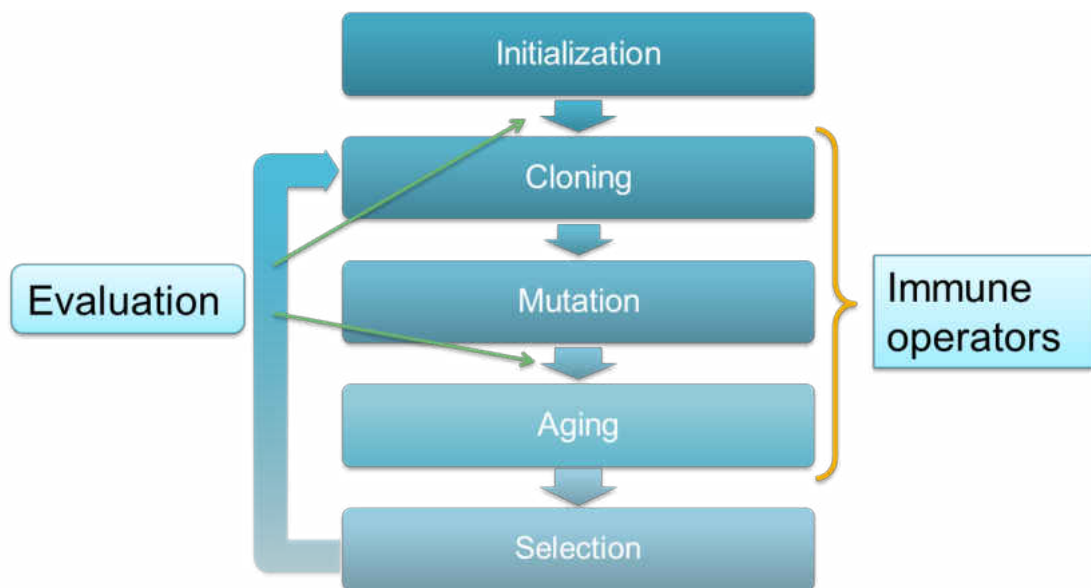 Initialization
Cloning
Evaluation
Mutation
Immune
operators
Aging
Selection